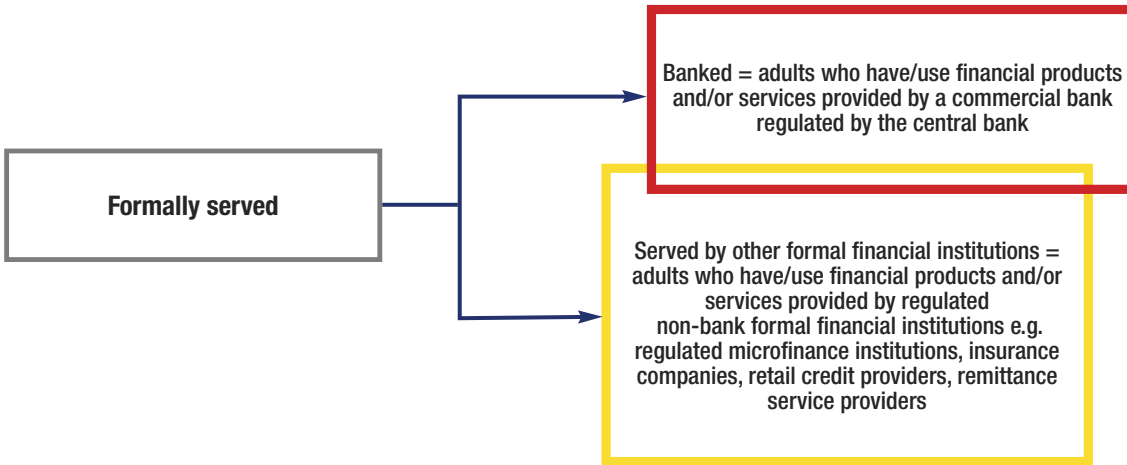 Formally served
Banked = adults who have/use financial products
and/or services provided by a commercial bank
regulated by the central bank
Served by other formal financial institutions =
adults who have/use financial products and/or
services provided by regulated
non-bank formal financial institutions e.g.
regulated microfinance institutions, insurance
companies, retail credit providers, remittance
service providers